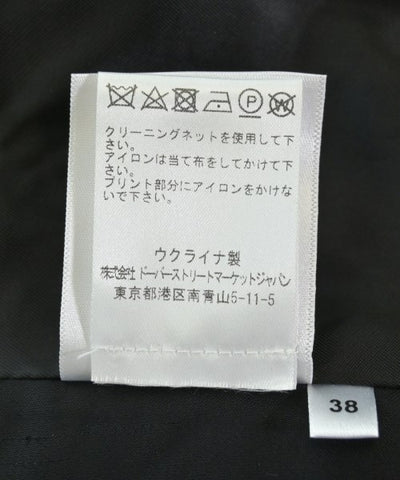 クリーニングネットを使用して下
さい。
アイロンは当て布をしてかけて下
さい。
プリント部分にアイロンをかけな
いで下さい。
ウクライナ製
株式会社 ドーバーストリートマーケットジャパン
東京都港区南青山5-11-5
38